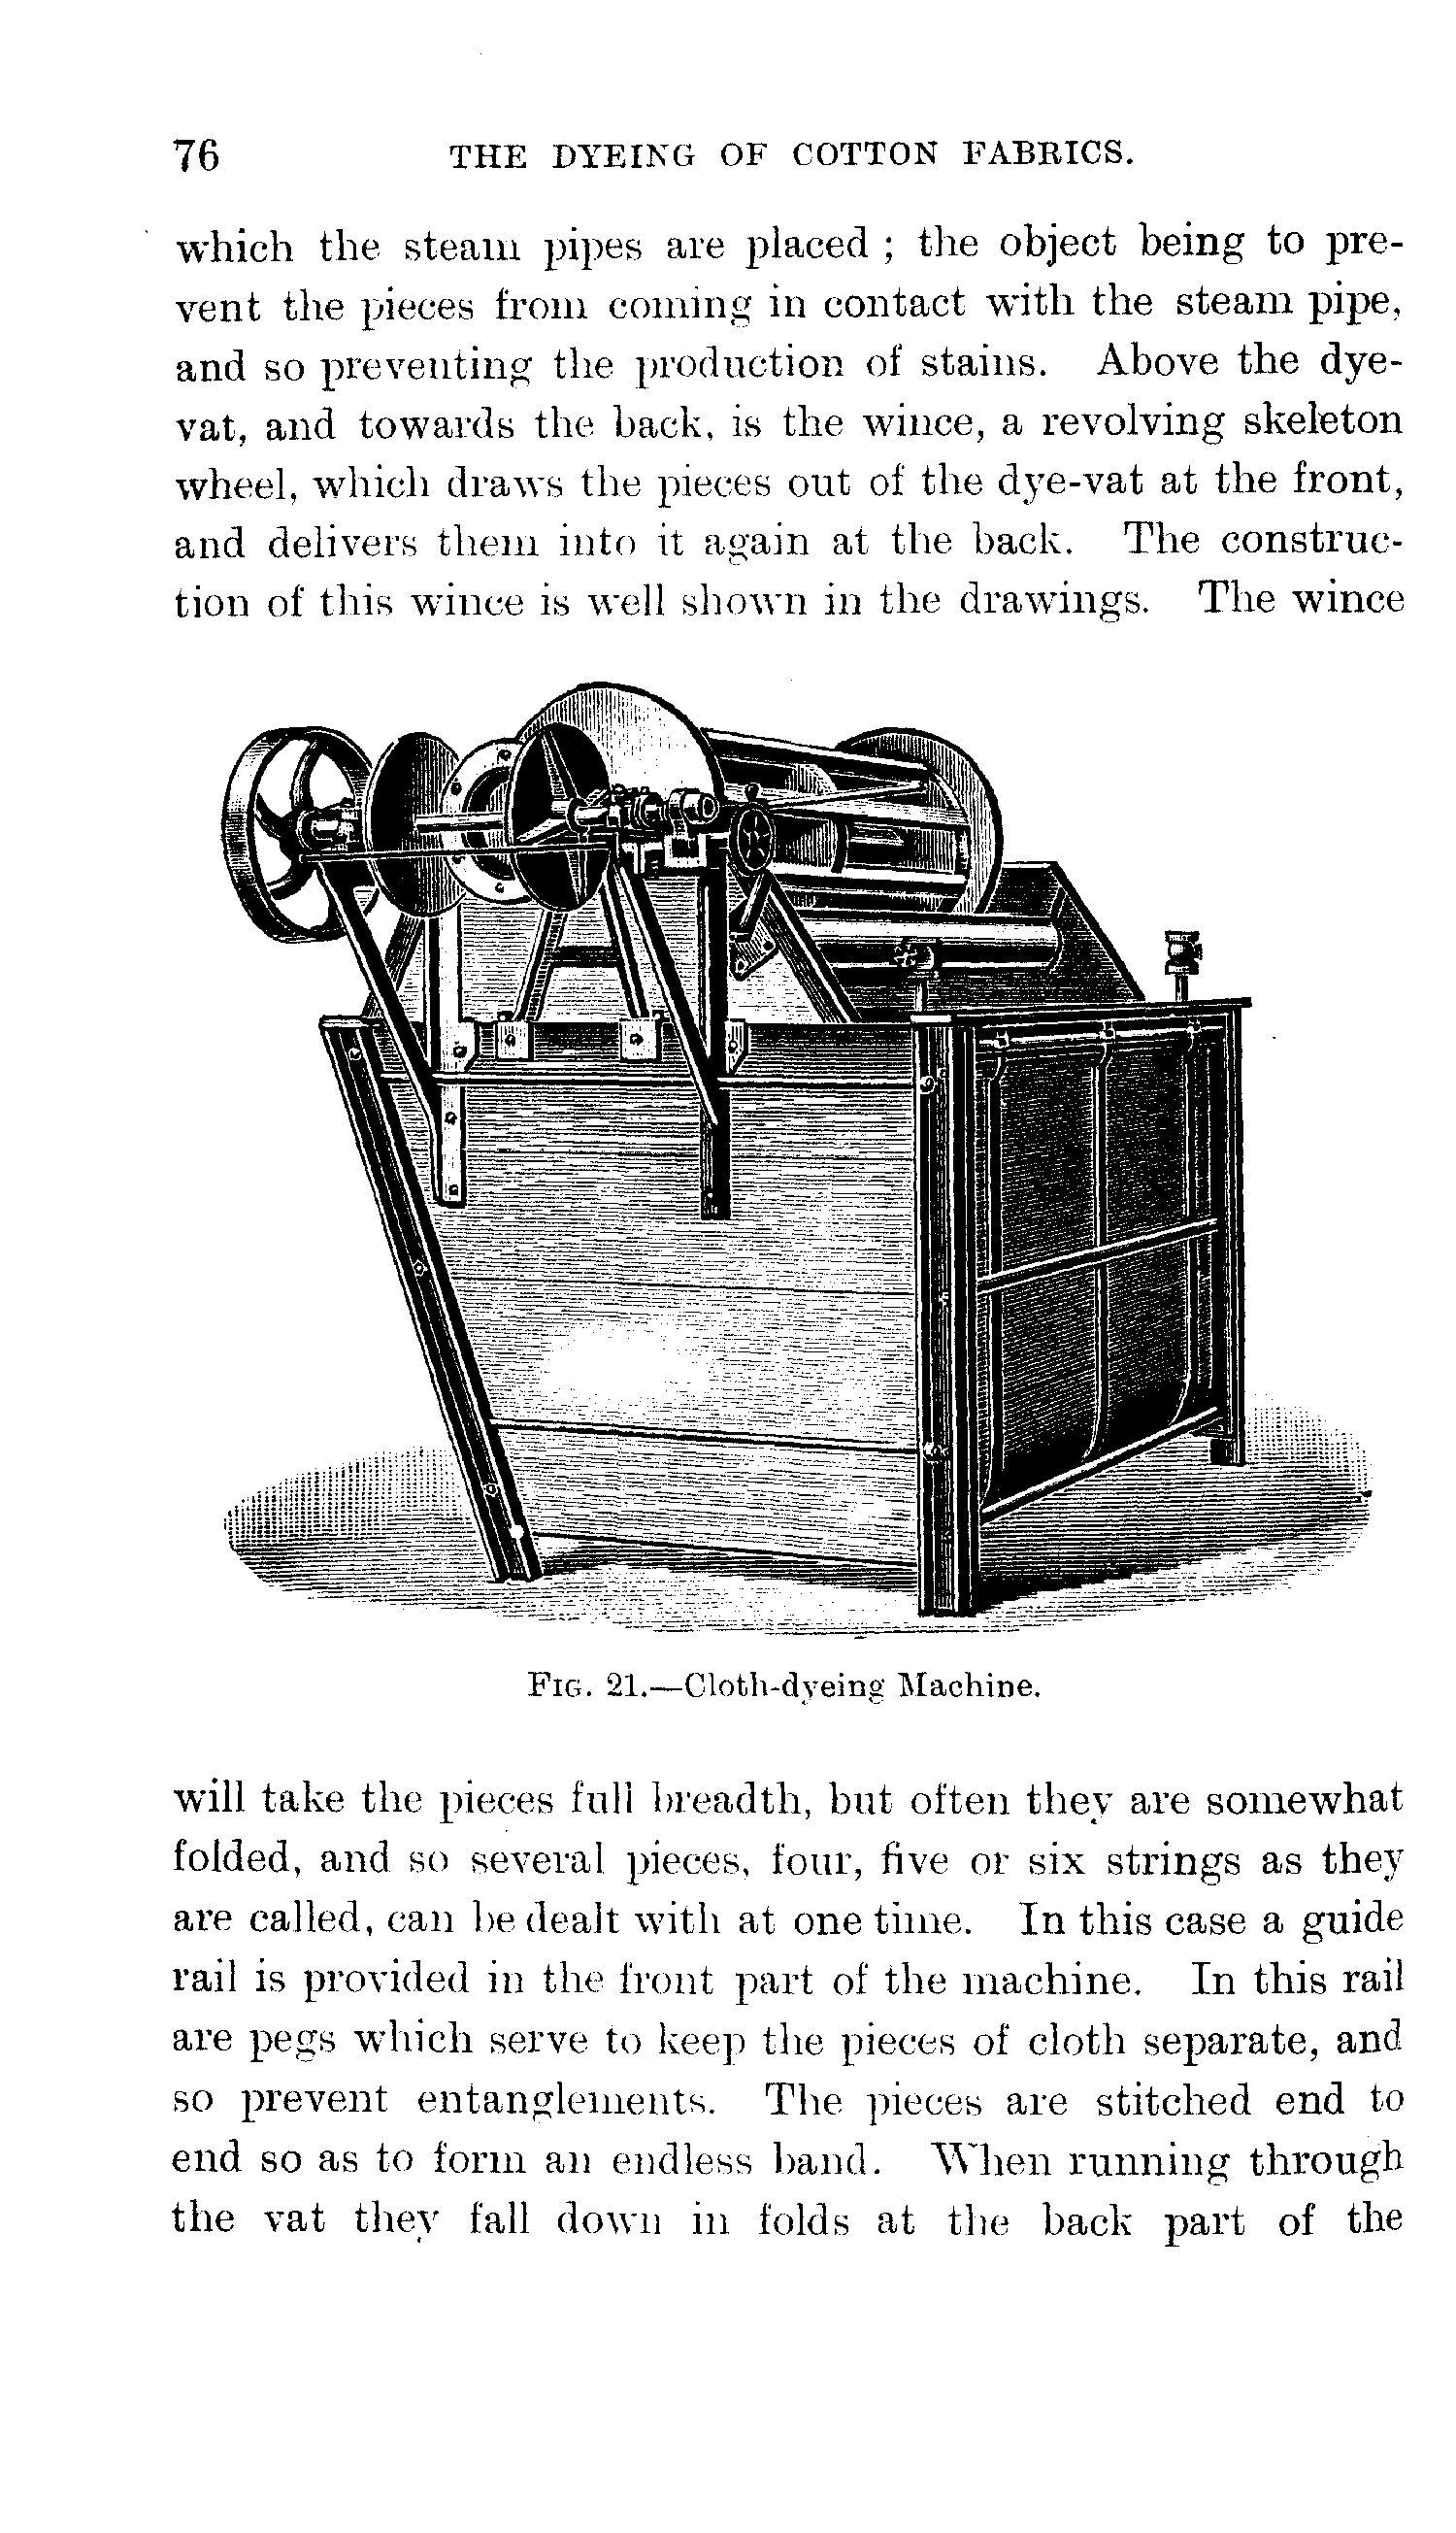 76 THE DYEING OF COTTON FABRICS.
which the steam pipes are placed ; the object being to pre-
vent the pieces from coming in contact with the steam pipe,
and so preventing the production of stains. Above the dye-
vat, and towards the back, is the wince, a revolving skeleton
wheel, which draws the pieces out of the dye-vat at the front,
and delivers them into it again at the back. The construc-
tion of this wince is well shown in the drawings. The wince
FIG. 21.—Cloth-dyeing Machine.
will take the pieces full breadth, but often they are somewhat
folded, and so several pieces, four, five or six strings as they
are called, can be dealt with at one time. In this case a guide
rail is provided in the front part of the machine. In this rail
are pegs which serve to keep the pieces of cloth separate, and
so prevent entanglements. The pieces are stitched end to
end so as to form an endless band. When running through
the vat they fall down in folds at the back part of the